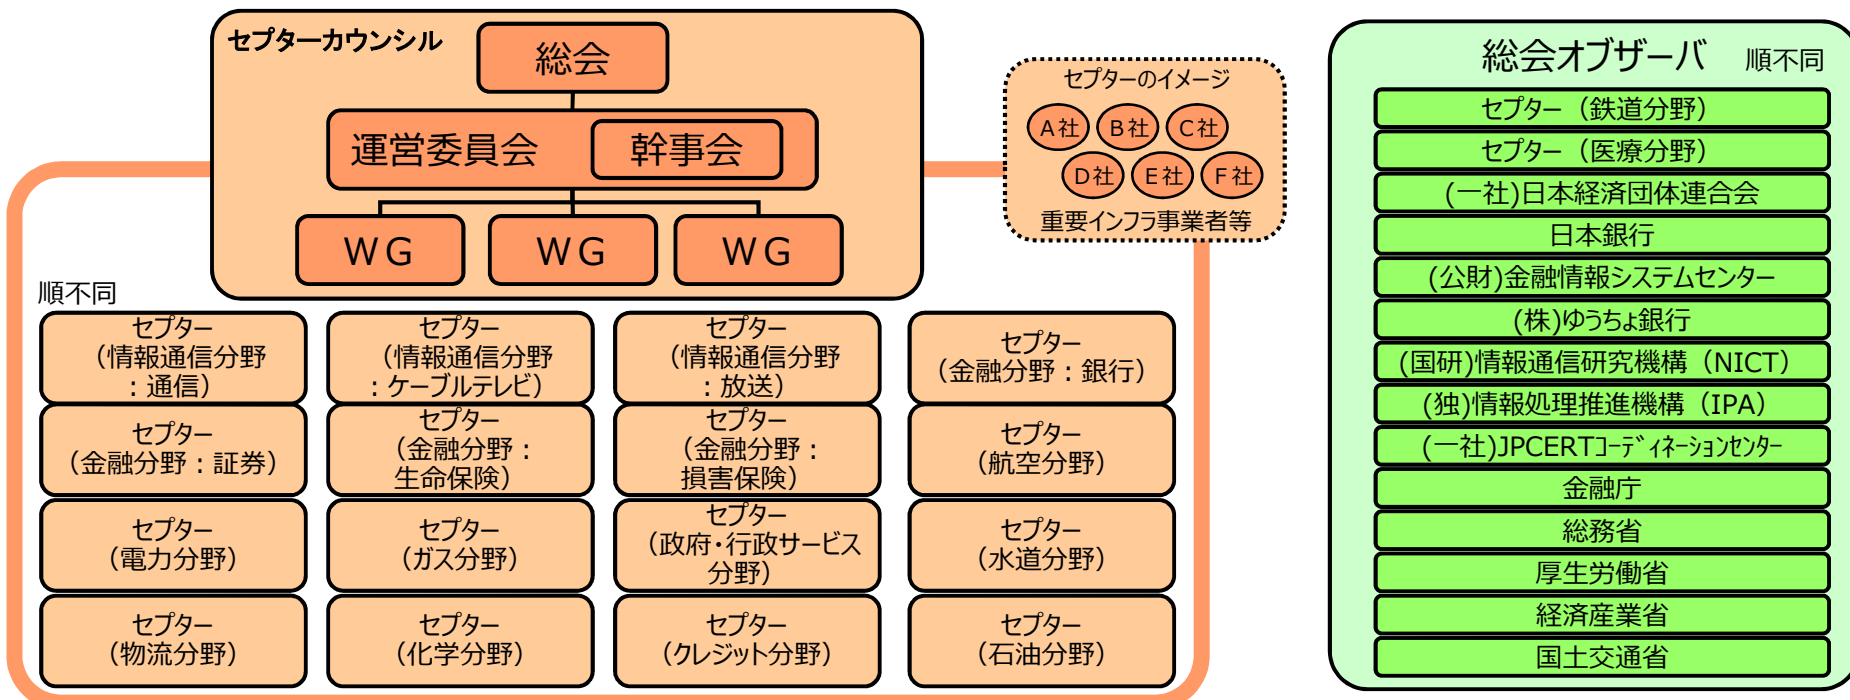 セプターカウンシル
総会
運営委員会
幹事会
WG
WG
WG
セプターのイメージ
A社
B社
C社
D社
E社
F社
重要インフラ事業者等
順不同
セプター
（情報通信分野
：通信）
セプター
（情報通信分野
：ケーブルテレビ）
セプター
（情報通信分野
：放送）
セプター
（金融分野：銀行）
セプター
（金融分野：証券）
セプター
（金融分野：
生命保険）
セプター
（金融分野：
損害保険）
セプター
（航空分野）
セプター
（電力分野）
セプター
（ガス分野）
セプター
（政府・行政サービス
分野）
セプター
（水道分野）
セプター
（物流分野）
セプター
（化学分野）
セプター
（クレジット分野）
セプター
（石油分野）
総会オブザーバ 順不同
セプター（鉄道分野）
セプター（医療分野）
(一社)日本経済団体連合会
日本銀行
(公財)金融情報システムセンター
(株)ゆうちょ銀行
(国研)情報通信研究機構（NICT）
(独)情報処理推進機構（IPA）
(一社)JPCERTｺｰﾃﾞｨﾈｰｼｮﾝｾﾝﾀｰ
金融庁
総務省
厚生労働省
経済産業省
国土交通省